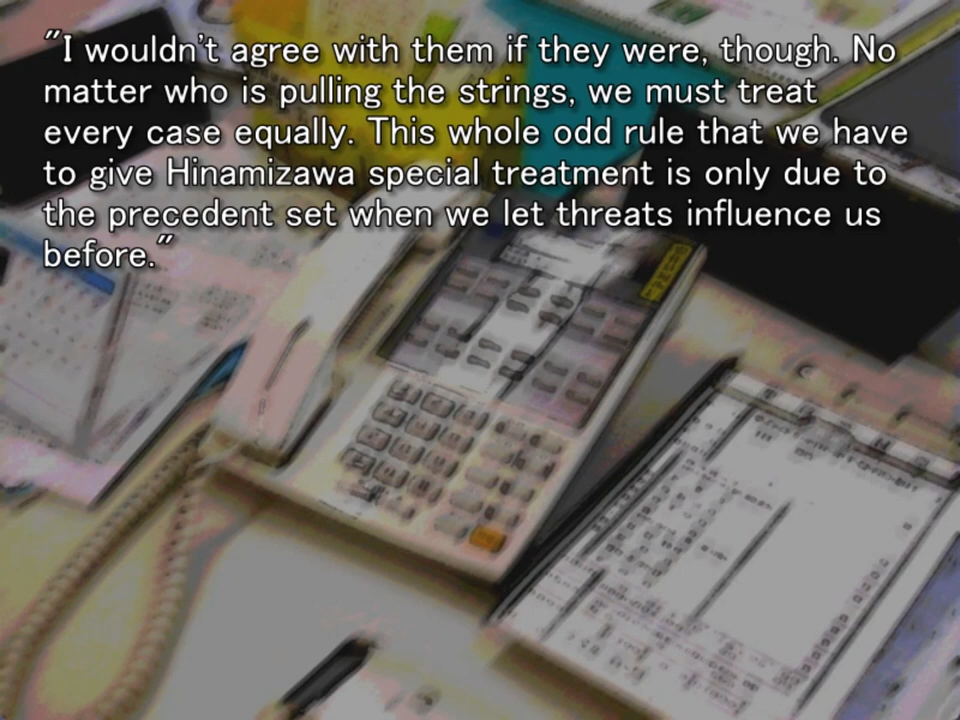 "I wouldn't agree with them if they were, though. No
matter who is pulling the strings, we must treat
every case equally. This whole odd rule that we have
to give Hinamizawa special treatment is only due to
the precedent set when we let threats influence us
before."